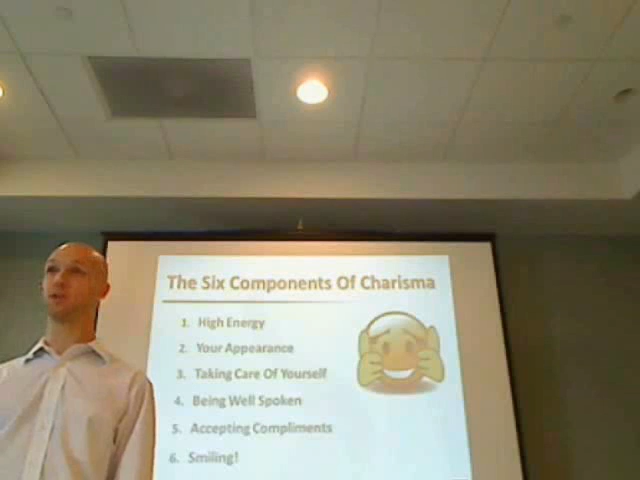 The Six Components Of Charisma
1. High Energy
2. Your Appearance
3. Taking Care Of Yourself
4. Being Well Spoken
5. Accepting Compliments
6. Smiling!